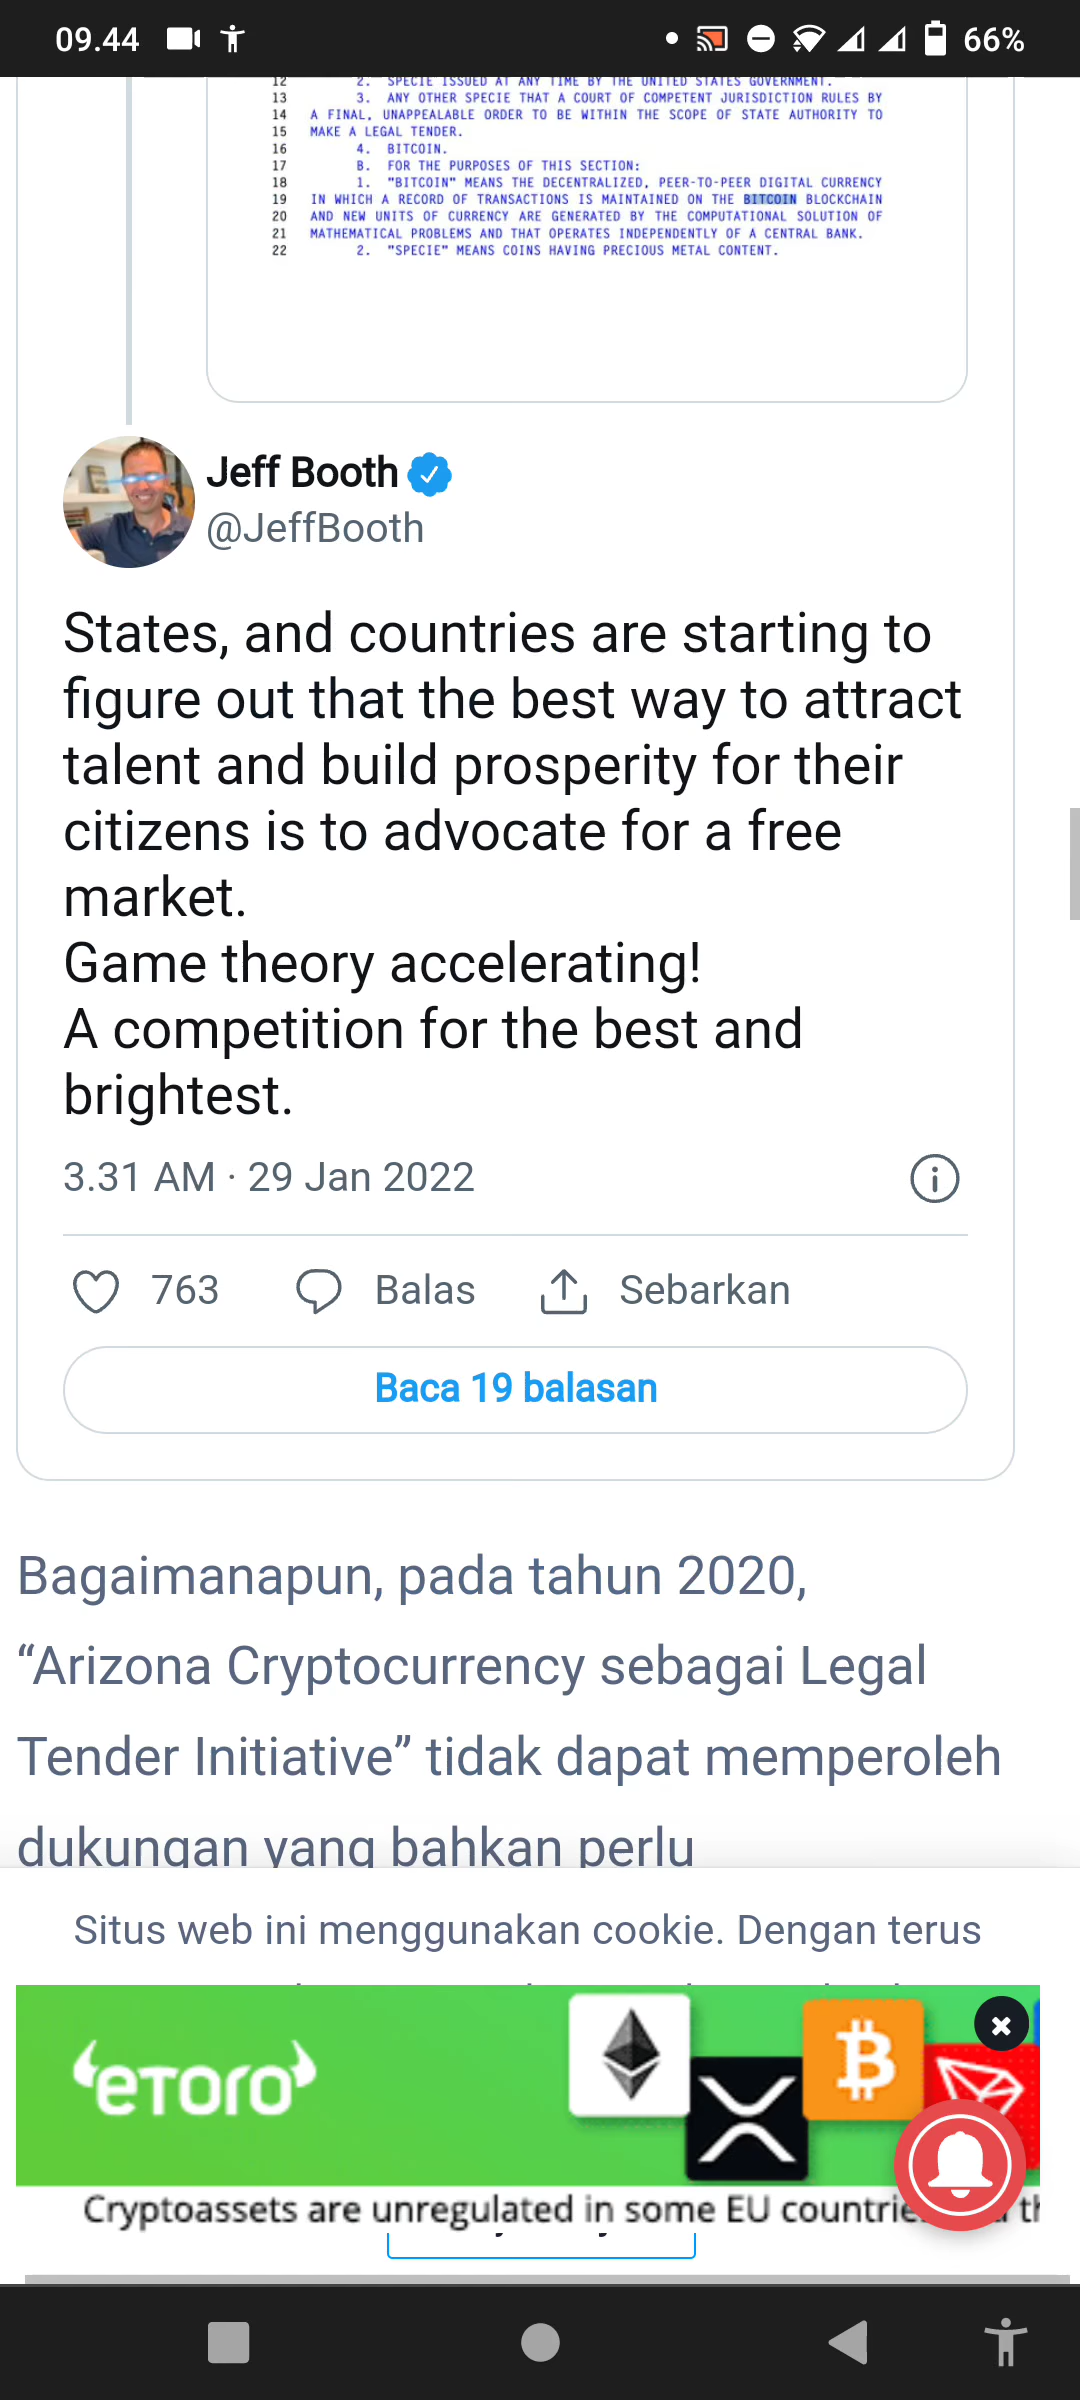 09.44
66%
12 2. SPECIE ISSUED AT ANY TIME BY THE UNITED STATES GOVERNMENT.
13 3. ANY OTHER SPECIE THAT A COURT OF COMPETENT JURISDICTION RULES BY
14 A FINAL, UNAPPEALABLE ORDER TO BE WITHIN THE SCOPE OF STATE AUTHORITY TO
15 MAKE A LEGAL TENDER.
16 4. BITCOIN.
17 B. FOR THE PURPOSES OF THIS SECTION:
18 1. "BITCOIN" MEANS THE DECENTRALIZED, PEER-TO-PEER DIGITAL CURRENCY
19 IN WHICH A RECORD OF TRANSACTIONS IS MAINTAINED ON THE BITCOIN BLOCKCHAIN
20 AND NEW UNITS OF CURRENCY ARE GENERATED BY THE COMPUTATIONAL SOLUTION OF
21 MATHEMATICAL PROBLEMS AND THAT OPERATES INDEPENDENTLY OF A CENTRAL BANK.
22 2. "SPECIE" MEANS COINS HAVING PRECIOUS METAL CONTENT.
Jeff Booth
@JeffBooth
States, and countries are starting to
figure out that the best way to attract
talent and build prosperity for their
citizens is to advocate for a free
market.
Game theory accelerating!
A competition for the best and
brightest.
3.31 AM · 29 Jan 2022
763 Balas Sebarkan
Baca 19 balasan
Bagaimanapun, pada tahun 2020,
“Arizona Cryptocurrency sebagai Legal
Tender Initiative” tidak dapat memperoleh
dukungan yang bahkan perlu
Situs web ini menggunakan cookie. Dengan terus
eToro
Cryptoassets are unregulated in some EU